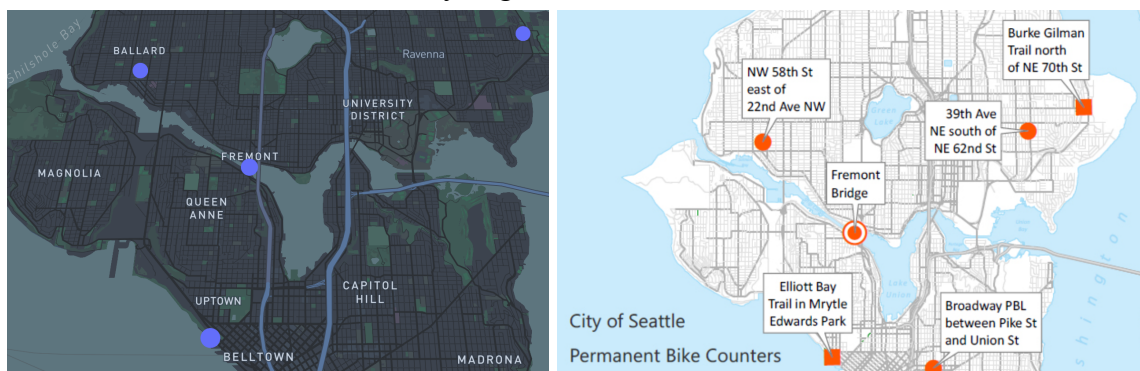 Shilshole Bay
BALLARD
Ravenna
UNIVERSITY
DISTRICT
FREMONT
MAGNOLIA
QUEEN
ANNE
UPTOWN
CAPITOL
HILL
BELLTOWN
MADRONA
Burke Gilman
Trail north
of NE 70th St
NW 58th St
east of
22nd Ave NW
Green
Lake
39th Ave
NE south of
NE 62nd St
Fremont
Bridge
Elliott Bay
Trail in Mrytle
Edwards Park
Lake
Union
Broadway PBL
between Pike St
and Union St
City of Seattle
Permanent Bike Counters
shington